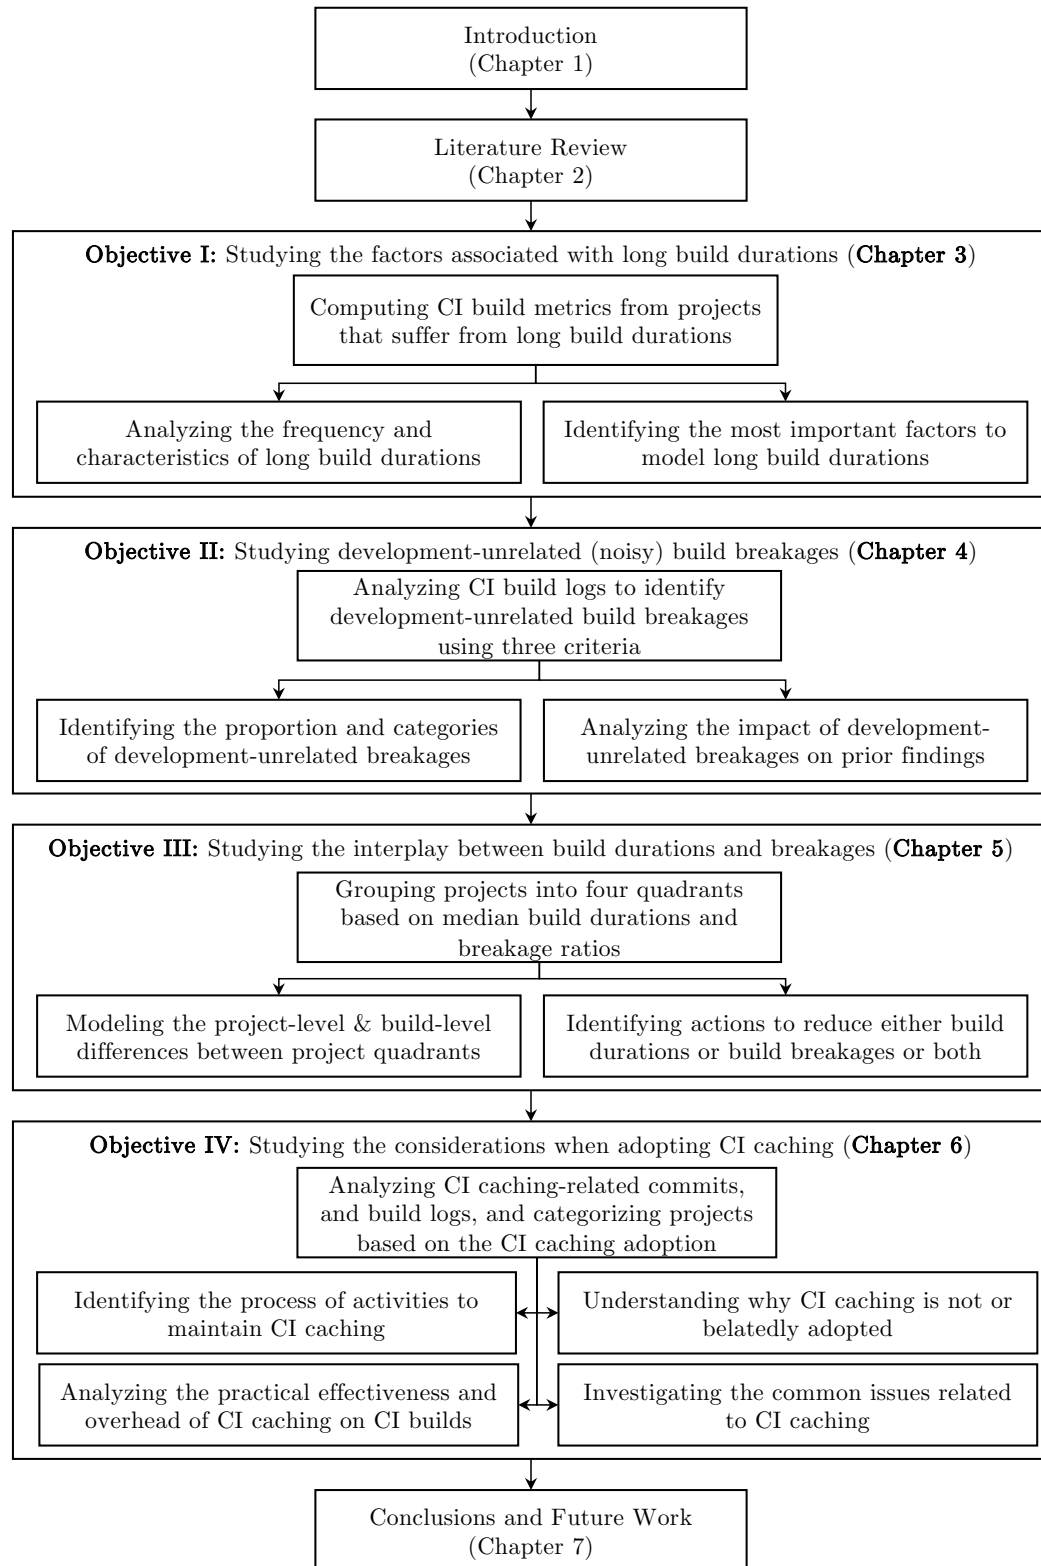 Introduction
(Chapter 1)
Literature Review
(Chapter 2)
Objective I: Studying the factors associated with long build durations (Chapter 3)
Computing CI build metrics from projects
that suffer from long build durations
Analyzing the frequency and
characteristics of long build durations
Identifying the most important factors to
model long build durations
Objective II: Studying development-unrelated (noisy) build breakages (Chapter 4)
Analyzing CI build logs to identify
development-unrelated build breakages
using three criteria
Identifying the proportion and categories
of development-unrelated breakages
Analyzing the impact of development-
unrelated breakages on prior findings
Objective III: Studying the interplay between build durations and breakages (Chapter 5)
Grouping projects into four quadrants
based on median build durations and
breakage ratios
Modeling the project-level & build-level
differences between project quadrants
Identifying actions to reduce either build
durations or build breakages or both
Objective IV: Studying the considerations when adopting CI caching (Chapter 6)
Analyzing CI caching-related commits,
and build logs, and categorizing projects
based on the CI caching adoption
Identifying the process of activities to
maintain CI caching
Understanding why CI caching is not or
belatedly adopted
Analyzing the practical effectiveness and
overhead of CI caching on CI builds
Investigating the common issues related
to CI caching
Conclusions and Future Work
(Chapter 7)